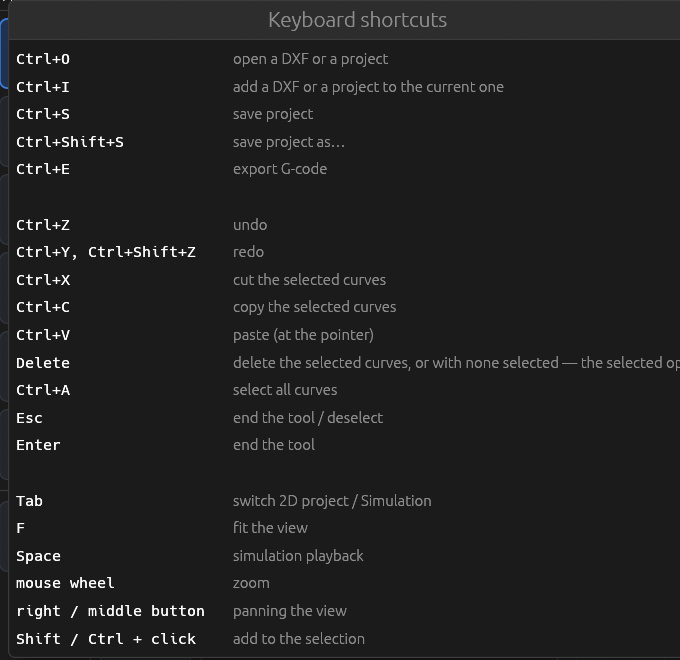 Keyboard shortcuts
Ctrl+O open a DXF or a project
Ctrl+I add a DXF or a project to the current one
Ctrl+S save project
Ctrl+Shift+S save project as…
Ctrl+E export G-code
Ctrl+Z undo
Ctrl+Y, Ctrl+Shift+Z redo
Ctrl+X cut the selected curves
Ctrl+C copy the selected curves
Ctrl+V paste (at the pointer)
Delete delete the selected curves, or with none selected — the selected op
Ctrl+A select all curves
Esc end the tool / deselect
Enter end the tool
Tab switch 2D project / Simulation
F fit the view
Space simulation playback
mouse wheel zoom
right / middle button panning the view
Shift / Ctrl + click add to the selection